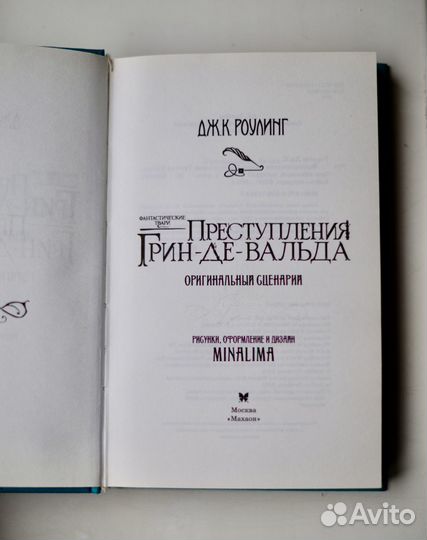 ДЖ.К. РОУЛИНГ
ФАНТАСТИЧЕСКИЕ
ТВАРИ
ПРЕСТУПЛЕНИЯ
ГРИН-ДЕ-ВАЛЬДА
ОРИГИНАЛЬНЫЙ СЦЕНАРИЙ
РИСУНКИ, ОФОРМЛЕНИЕ И ДИЗАЙН
MINALIMA
Москва
«Махаон»
Avito